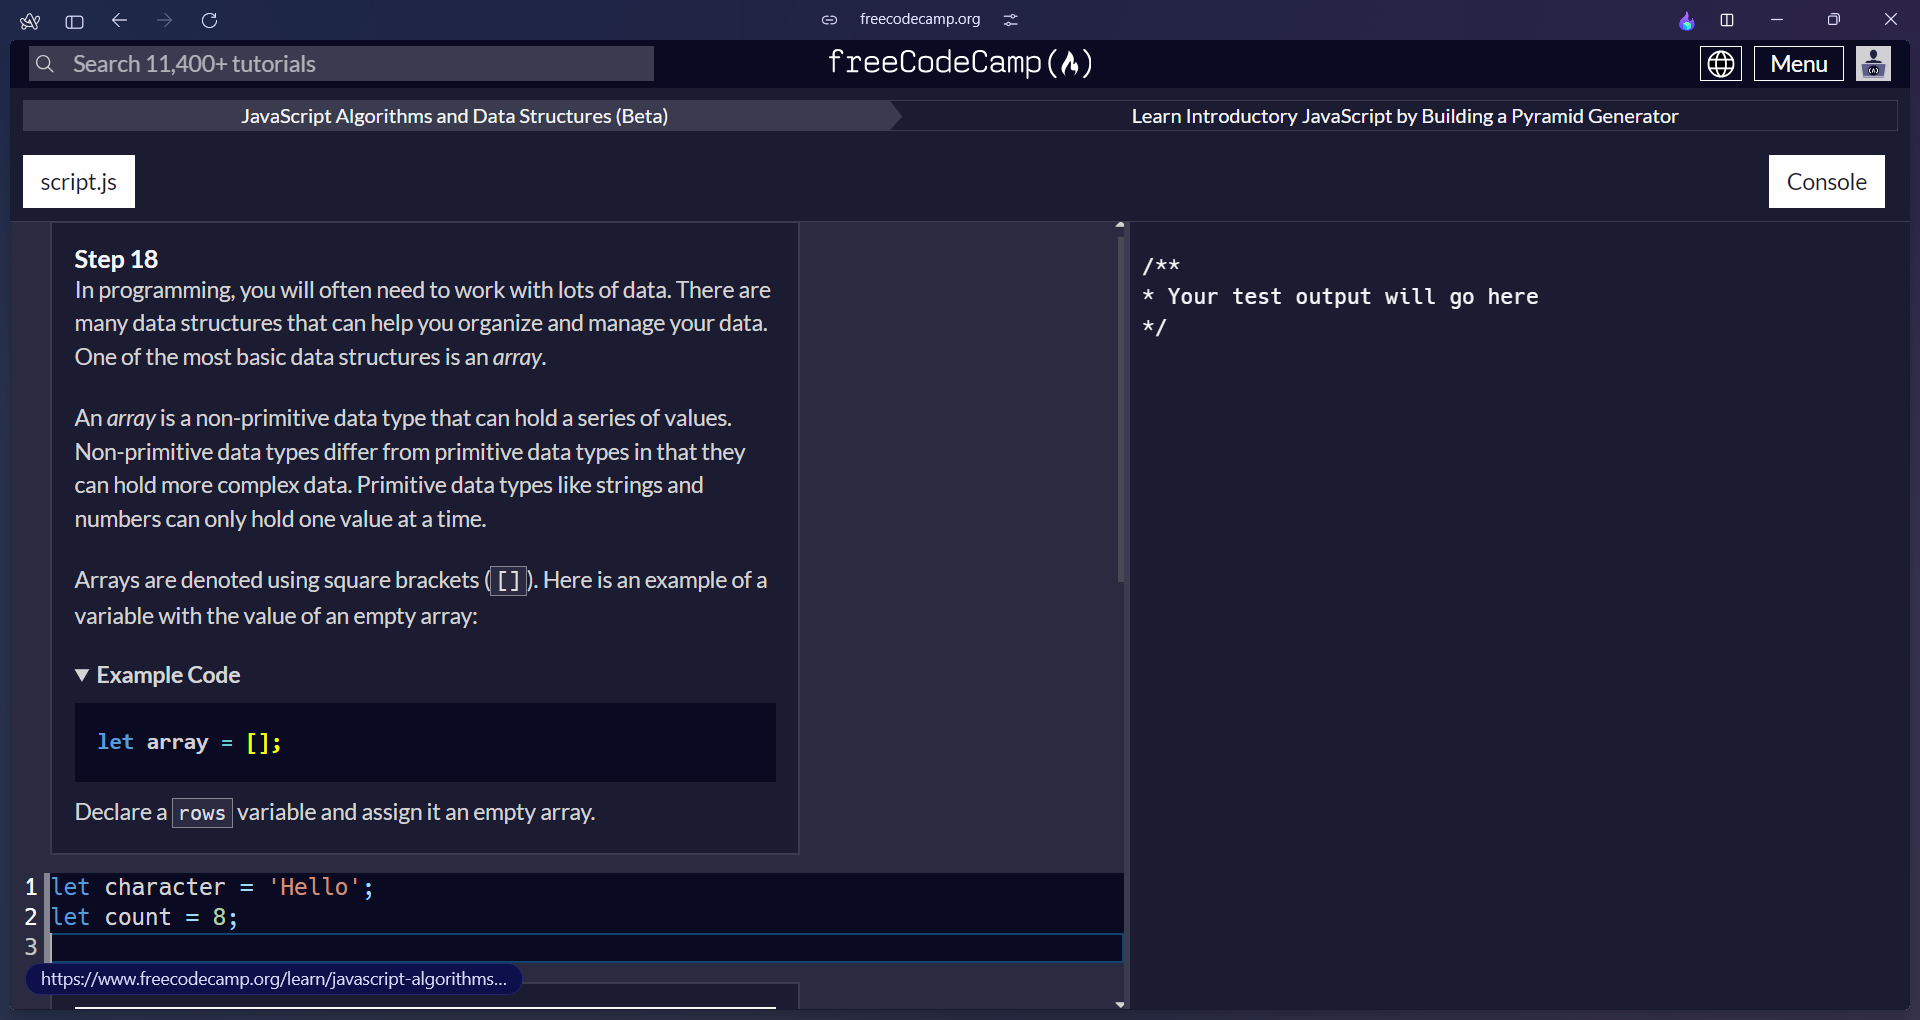 freecodecamp.org
Search 11,400+ tutorials
freeCodeCamp
Menu
JavaScript Algorithms and Data Structures (Beta)
Learn Introductory JavaScript by Building a Pyramid Generator
script.js
Console
Step 18
In programming, you will often need to work with lots of data. There are
many data structures that can help you organize and manage your data.
One of the most basic data structures is an array.
An array is a non-primitive data type that can hold a series of values.
Non-primitive data types differ from primitive data types in that they
can hold more complex data. Primitive data types like strings and
numbers can only hold one value at a time.
Arrays are denoted using square brackets ([]). Here is an example of a
variable with the value of an empty array:
Example Code
let array = [];
Declare a rows variable and assign it an empty array.
1 let character = 'Hello';
2 let count = 8;
3
https://www.freecodecamp.org/learn/javascript-algorithms...
/**
* Your test output will go here
*/